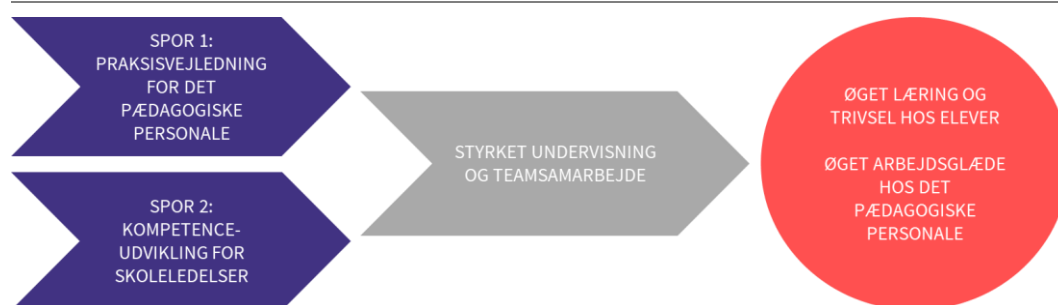 SPOR 1:
PRAKSISVEJLEDNING
FOR DET
PÆDAGOGISKE
PERSONALE
SPOR 2:
KOMPETENCE-
UDVIKLING FOR
SKOLELEDELSER
STYRKET UNDERVISNING
OG TEAMSAMARBEJDE
ØGET LÆRING OG
TRIVSEL HOS ELEVER
ØGET ARBEJDSGLÆDE
HOS DET
PÆDAGOGISKE
PERSONALE